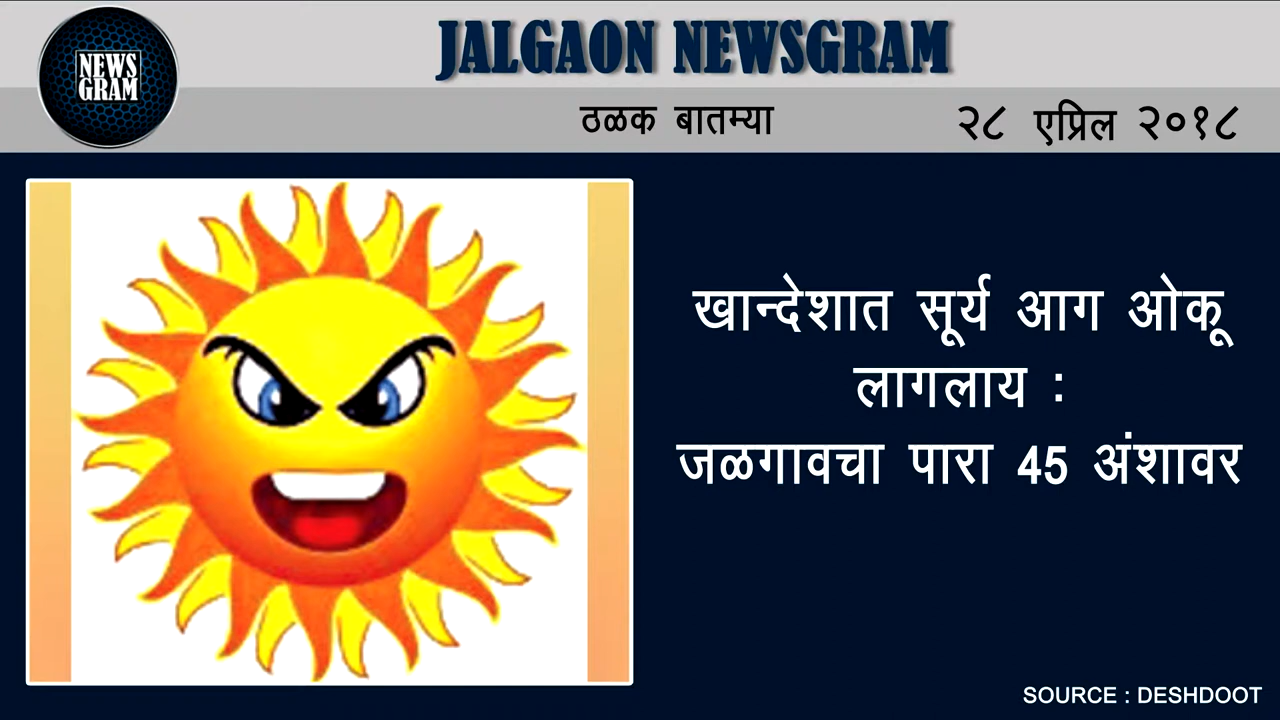 NEWS
GRAM
JALGAON NEWSGRAM
ठळक बातम्या
२८ एप्रिल २०१८
खान्देशात सूर्य आग ओकू
लागलाय :
जळगावचा पारा 45 अंशावर
SOURCE : DESHDOOT